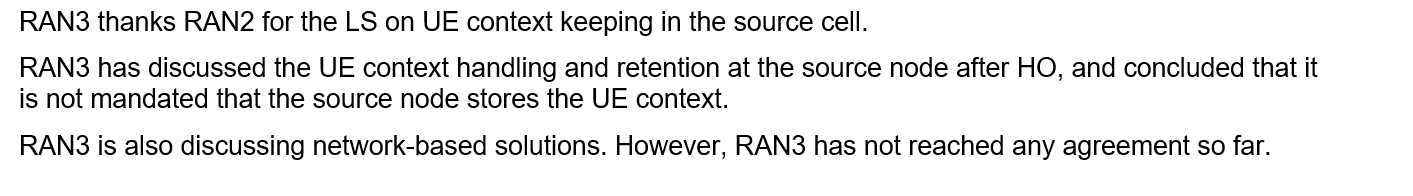 RAN3 thanks RAN2 for the LS on UE context keeping in the source cell.
RAN3 has discussed the UE context handling and retention at the source node after HO, and concluded that it
is not mandated that the source node stores the UE context.
RAN3 is also discussing network-based solutions. However, RAN3 has not reached any agreement so far.